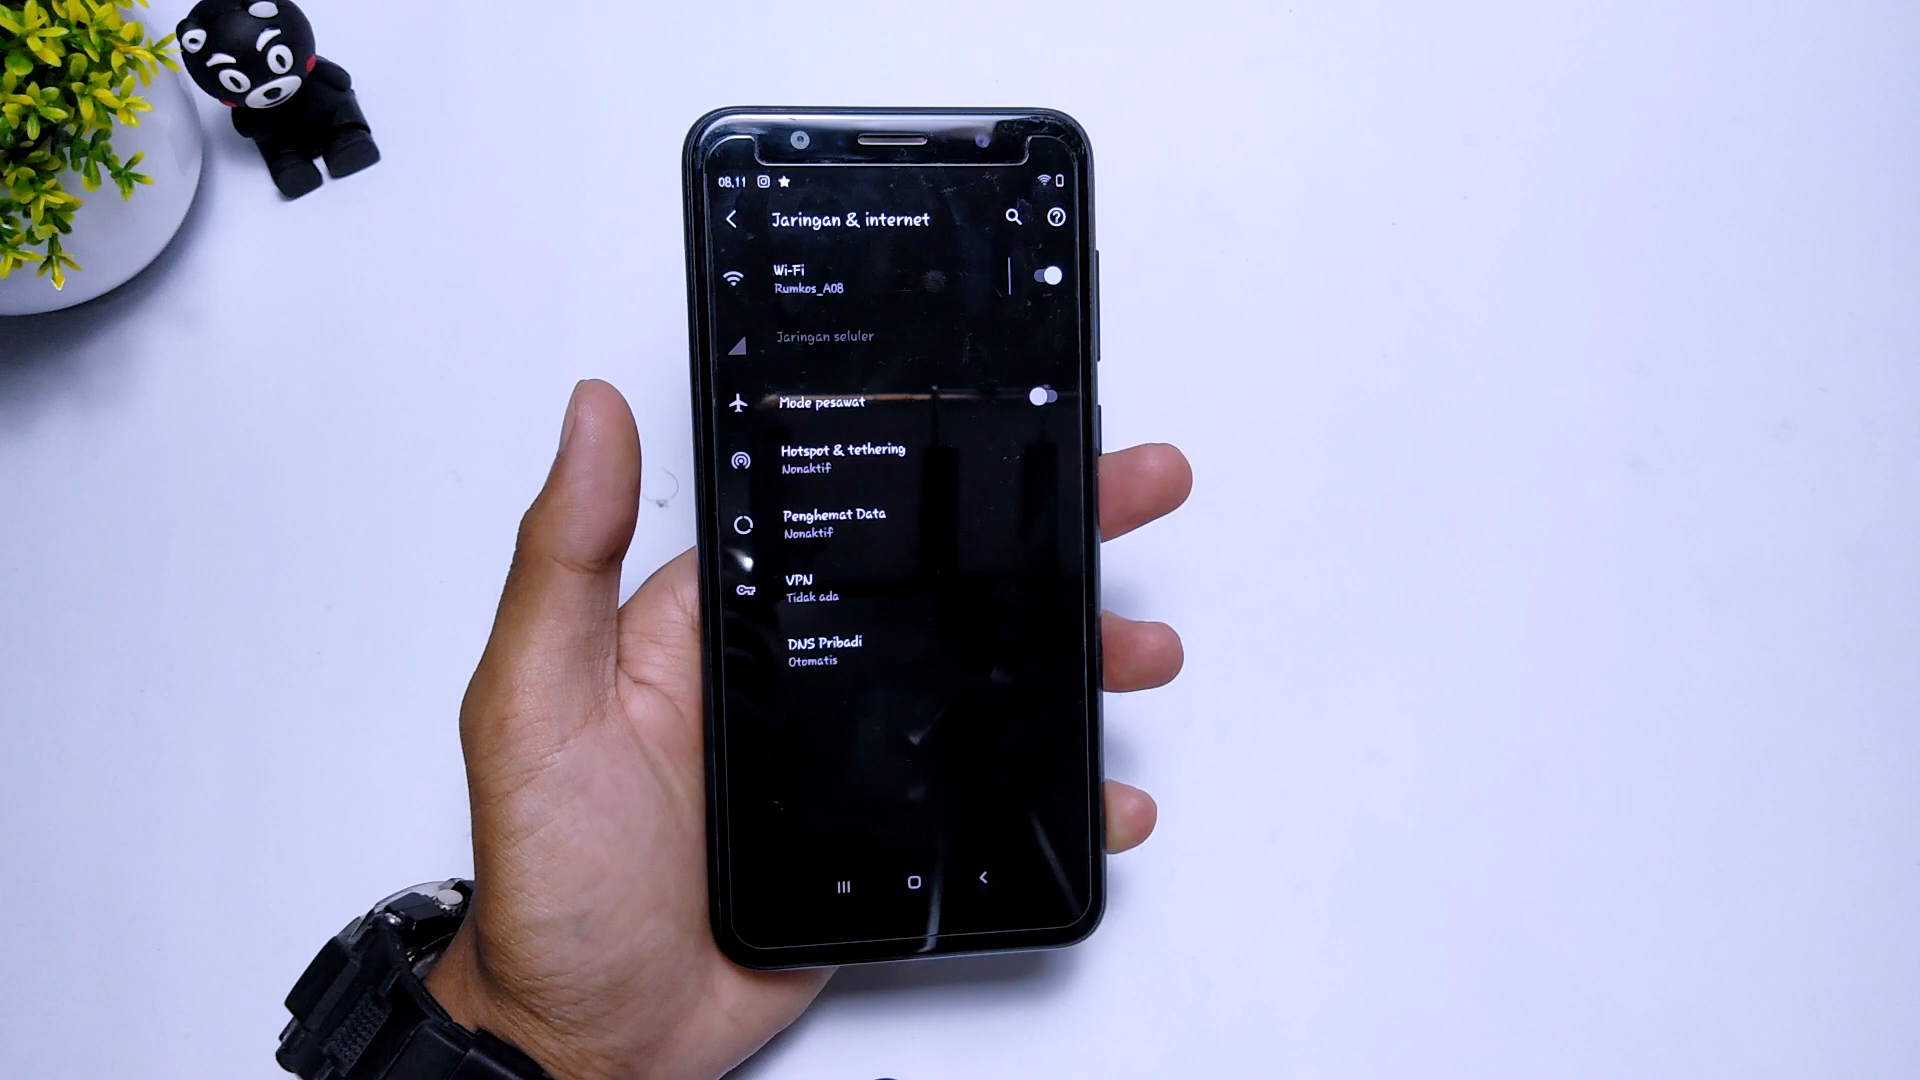 08.11
Jaringan & internet
Wi-Fi
Rumkos_A08
Jaringan seluler
Mode pesawat
Hotspot & tethering
Nonaktif
Penghemat Data
Nonaktif
VPN
Tidak ada
DNS Pribadi
Otomatis